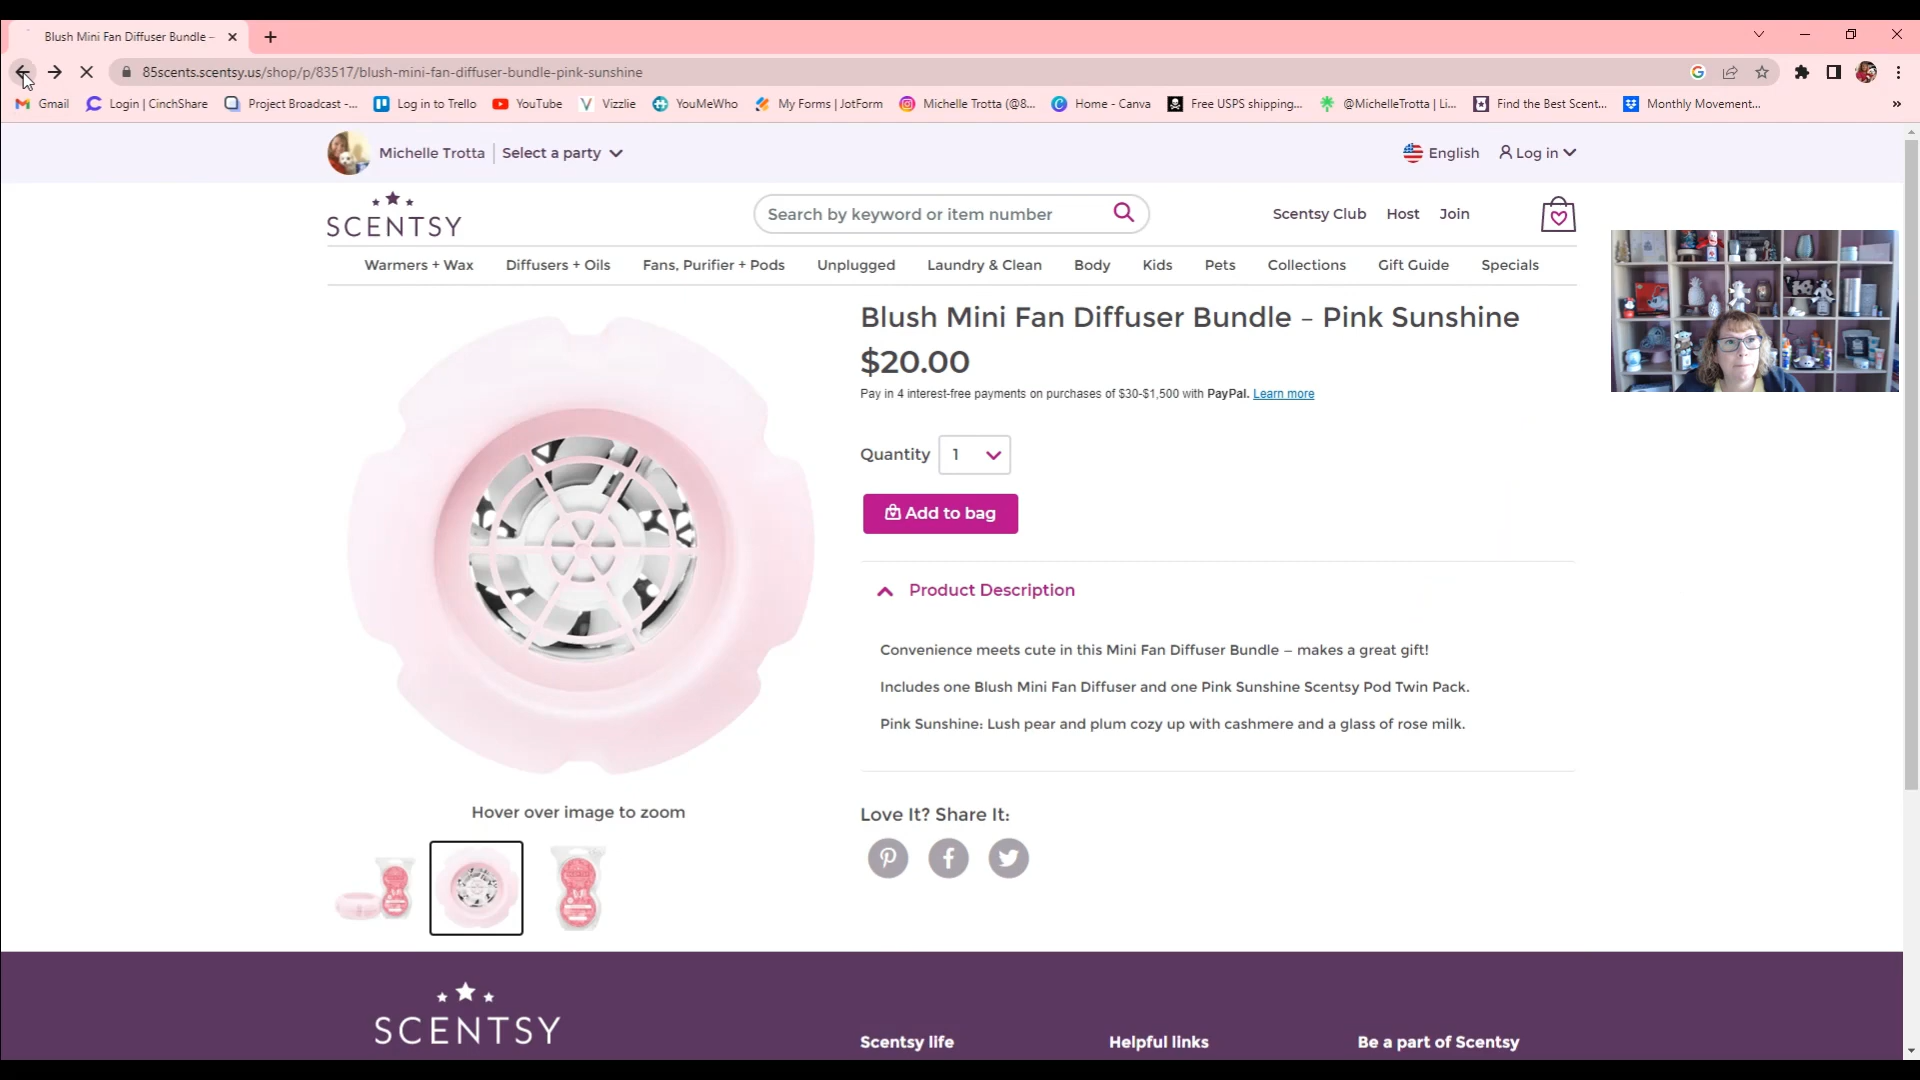 Blush Mini Fan Diffuser Bundle –
85scents.scentsy.us/shop/p/83517/blush-mini-fan-diffuser-bundle-pink-sunshine
Gmail Login | CinchShare Project Broadcast -... Log in to Trello YouTube Vizzlie YouMeWho My Forms | JotForm Michelle Trotta (@8... Home - Canva Free USPS shipping... @MichelleTrotta | Li... Find the Best Scent... Monthly Movement... »
Michelle Trotta Select a party English Log in
SCENTSY
Search by keyword or item number
Scentsy Club Host Join
Warmers + Wax Diffusers + Oils Fans, Purifier + Pods Unplugged Laundry & Clean Body Kids Pets Collections Gift Guide Specials
Blush Mini Fan Diffuser Bundle – Pink Sunshine
$20.00
Pay in 4 interest-free payments on purchases of $30-$1,500 with PayPal. Learn more
Quantity 1
Add to bag
Product Description
Convenience meets cute in this Mini Fan Diffuser Bundle – makes a great gift!
Includes one Blush Mini Fan Diffuser and one Pink Sunshine Scentsy Pod Twin Pack.
Pink Sunshine: Lush pear and plum cozy up with cashmere and a glass of rose milk.
Hover over image to zoom
Love It? Share It:
SCENTSY
Scentsy life Helpful links Be a part of Scentsy